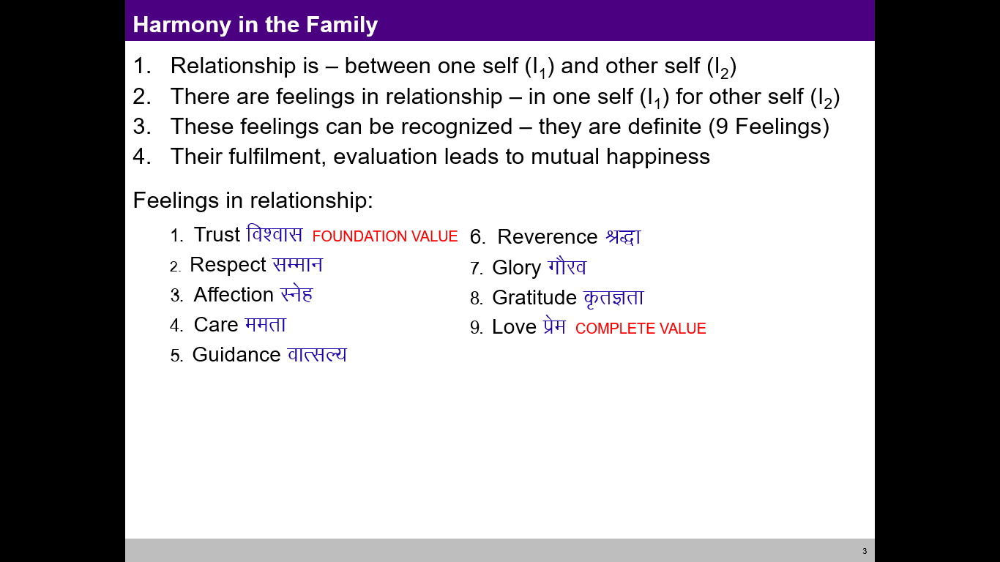 Harmony in the Family
1. Relationship is – between one self (I1) and other self (I2)
2. There are feelings in relationship – in one self (I1) for other self (I2)
3. These feelings can be recognized – they are definite (9 Feelings)
4. Their fulfilment, evaluation leads to mutual happiness
Feelings in relationship:
1. Trust विश्वास FOUNDATION VALUE
2. Respect सम्मान
3. Affection स्नेह
4. Care ममता
5. Guidance वात्सल्य
6. Reverence श्रद्धा
7. Glory गौरव
8. Gratitude कृतज्ञता
9. Love प्रेम COMPLETE VALUE
3